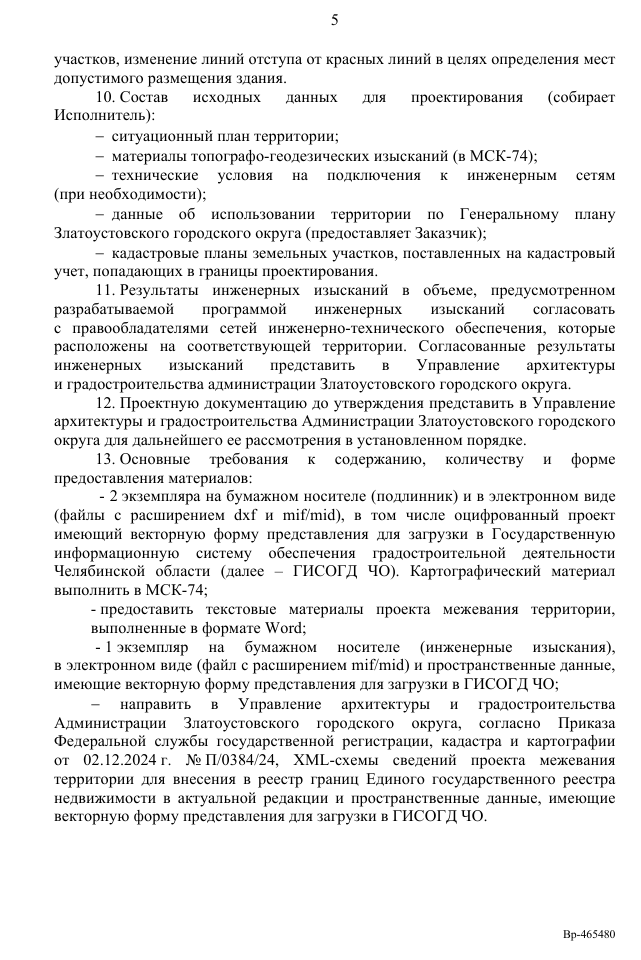 5
участков, изменение линий отступа от красных линий в целях определения мест
допустимого размещения здания.
10. Состав исходных данных для проектирования (собирает
Исполнитель):
– ситуационный план территории;
– материалы топографо-геодезических изысканий (в МСК-74);
– технические условия на подключения к инженерным сетям
(при необходимости);
– данные об использовании территории по Генеральному плану
Златоустовского городского округа (предоставляет Заказчик);
– кадастровые планы земельных участков, поставленных на кадастровый
учет, попадающих в границы проектирования.
11. Результаты инженерных изысканий в объеме, предусмотренном
разрабатываемой программой инженерных изысканий согласовать
с правообладателями сетей инженерно-технического обеспечения, которые
расположены на соответствующей территории. Согласованные результаты
инженерных изысканий представить в Управление архитектуры
и градостроительства администрации Златоустовского городского округа.
12. Проектную документацию до утверждения представить в Управление
архитектуры и градостроительства Администрации Златоустовского городского
округа для дальнейшего ее рассмотрения в установленном порядке.
13. Основные требования к содержанию, количеству и форме
предоставления материалов:
- 2 экземпляра на бумажном носителе (подлинник) и в электронном виде
(файлы с расширением dxf и mif/mid), в том числе оцифрованный проект
имеющий векторную форму представления для загрузки в Государственную
информационную систему обеспечения градостроительной деятельности
Челябинской области (далее – ГИСОГД ЧО). Картографический материал
выполнить в МСК-74;
- предоставить текстовые материалы проекта межевания территории,
выполненные в формате Word;
- 1 экземпляр на бумажном носителе (инженерные изыскания),
в электронном виде (файл с расширением mif/mid) и пространственные данные,
имеющие векторную форму представления для загрузки в ГИСОГД ЧО;
– направить в Управление архитектуры и градостроительства
Администрации Златоустовского городского округа, согласно Приказа
Федеральной службы государственной регистрации, кадастра и картографии
от 02.12.2024 г. № П/0384/24, XML-схемы сведений проекта межевания
территории для внесения в реестр границ Единого государственного реестра
недвижимости в актуальной редакции и пространственные данные, имеющие
векторную форму представления для загрузки в ГИСОГД ЧО.
Вр-465480